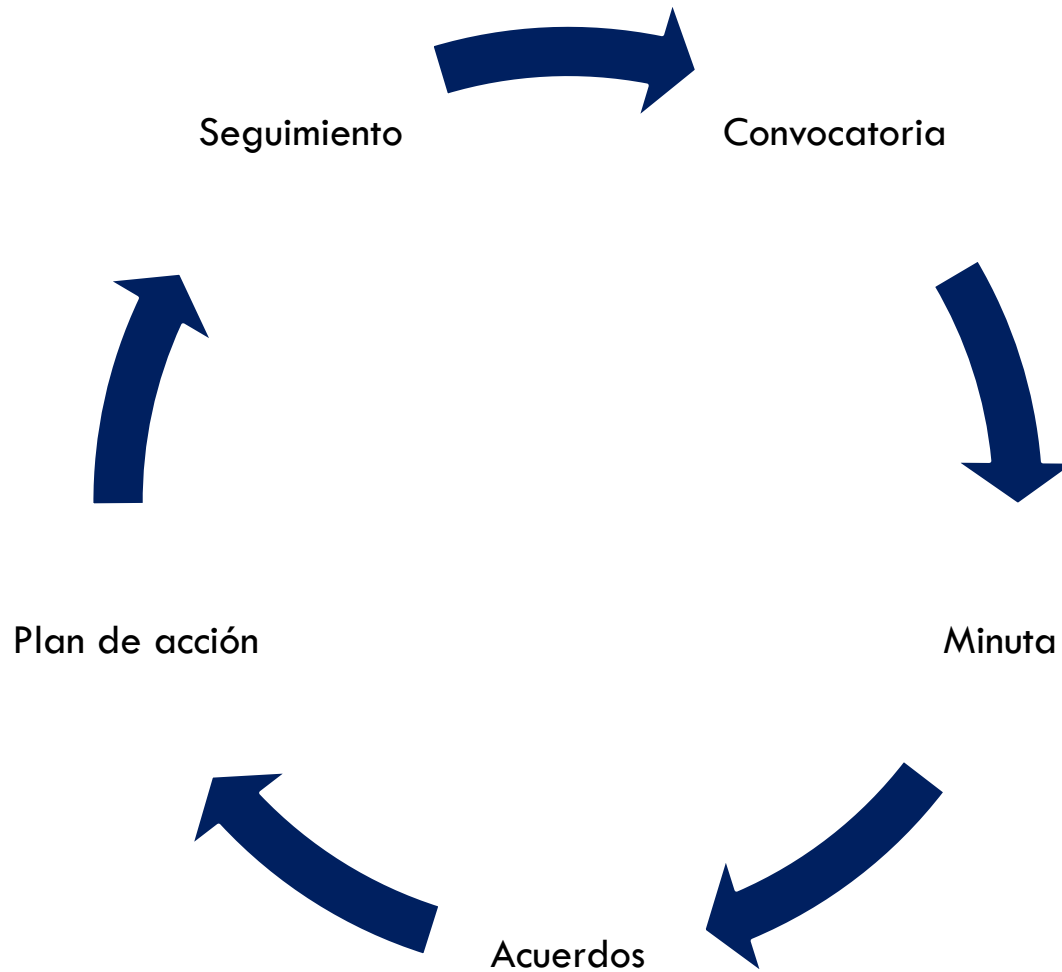 Seguimiento
Convocatoria
Plan de acción
Minuta
Acuerdos